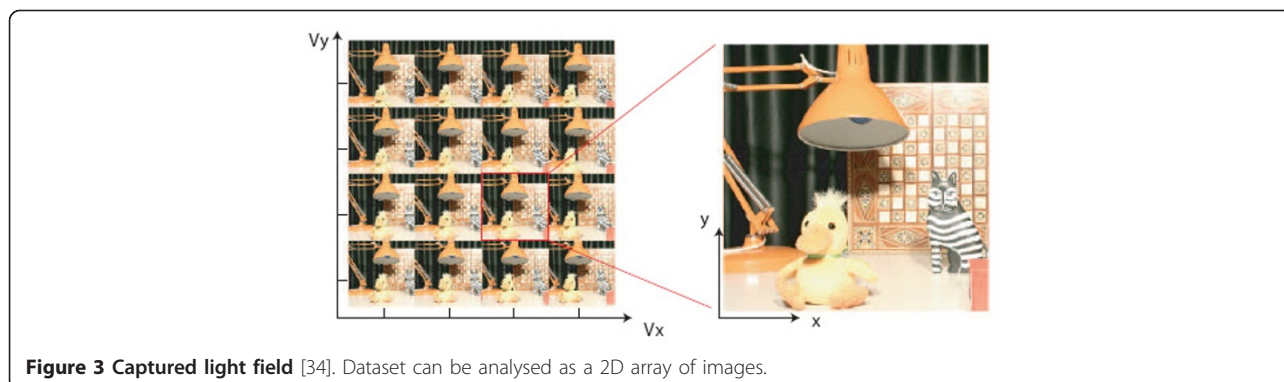 Vy
Vx
y
x
Figure 3 Captured light field [34]. Dataset can be analysed as a 2D array of images.